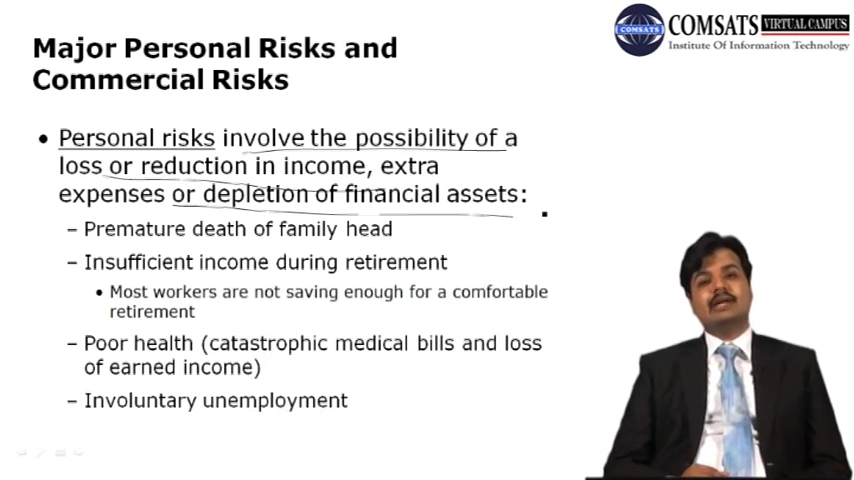 COMSATS VIRTUAL CAMPUS
COMSATS
Institute Of Information Technology
Major Personal Risks and
Commercial Risks
• Personal risks involve the possibility of a
loss or reduction in income, extra
expenses or depletion of financial assets:
– Premature death of family head
– Insufficient income during retirement
• Most workers are not saving enough for a comfortable
retirement
– Poor health (catastrophic medical bills and loss
of earned income)
– Involuntary unemployment